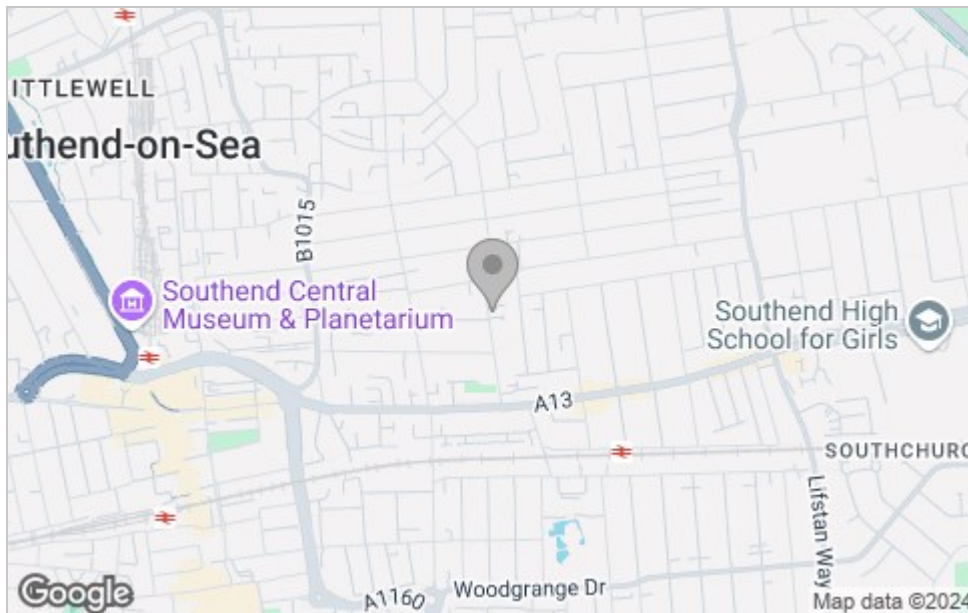 ITTLEWELL
uthend-on-Sea
B1015
Southend Central
Museum & Planetarium
Southend High
School for Girls
A13
SOUTHCHURC
Lifstan Way
Woodgrange Dr
A1160
Google
Map data ©2024